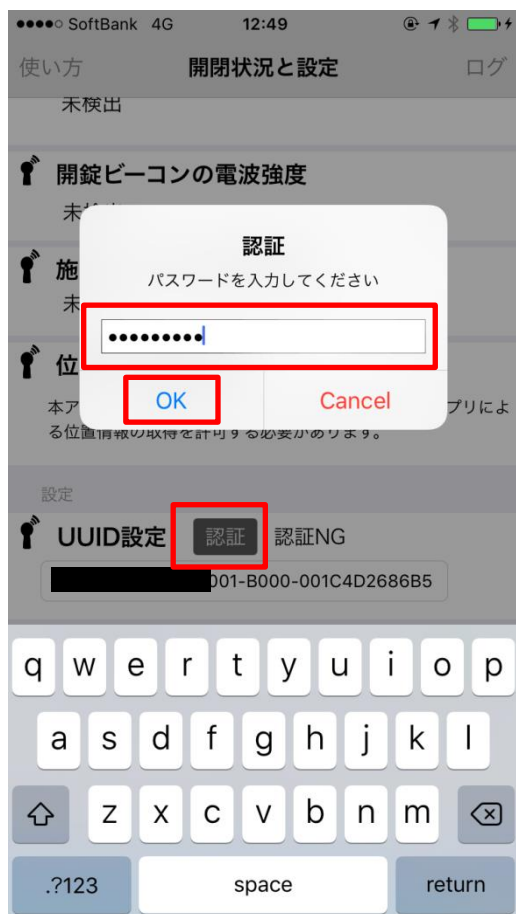 SoftBank 4G 12:49
使い方 開閉状況と設定 ログ
未検出
開錠ビーコンの電波強度
未
認証
パスワードを入力してください
施
未
•••••••••
位
OK Cancel
本ア プリによ
る位置情報の取得を許可する必要があります。
設定
UUID設定 認証 認証NG
001-B000-001C4D2686B5
q w e r t y u i o p
a s d f g h j k l
z x c v b n m
.?123 space return